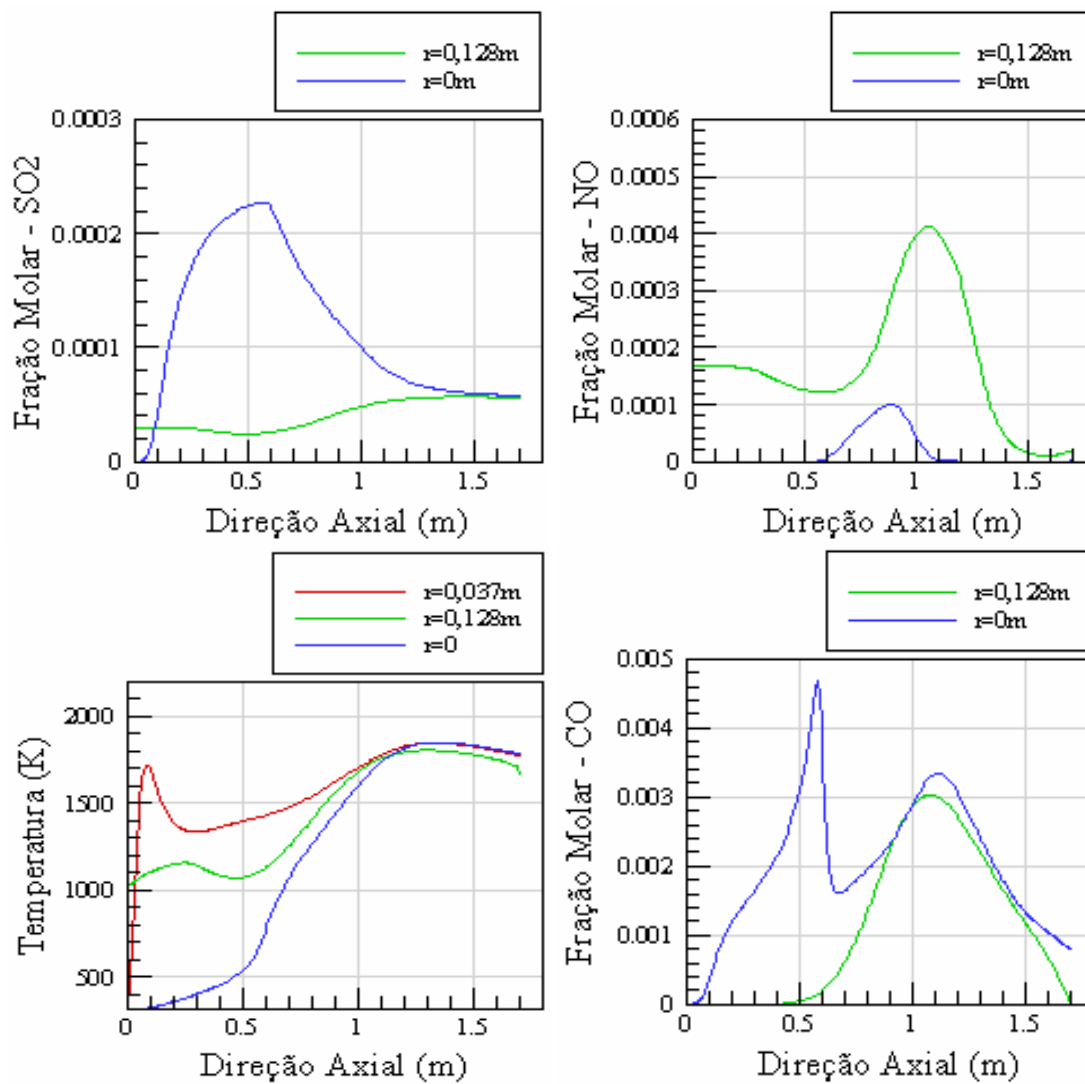 r=0,128m
r=0m
0.0003
0.0002
0.0001
0
Fração Molar - SO2
0 0.5 1 1.5
Direção Axial (m)
r=0,128m
r=0m
0.0006
0.0005
0.0004
0.0003
0.0002
0.0001
0
Fração Molar - NO
0 0.5 1 1.5
Direção Axial (m)
r=0,037m
r=0,128m
r=0
2000
1500
1000
500
Temperatura (K)
0 0.5 1 1.5
Direção Axial (m)
r=0,128m
r=0m
0.005
0.004
0.003
0.002
0.001
0
Fração Molar - CO
0 0.5 1 1.5
Direção Axial (m)